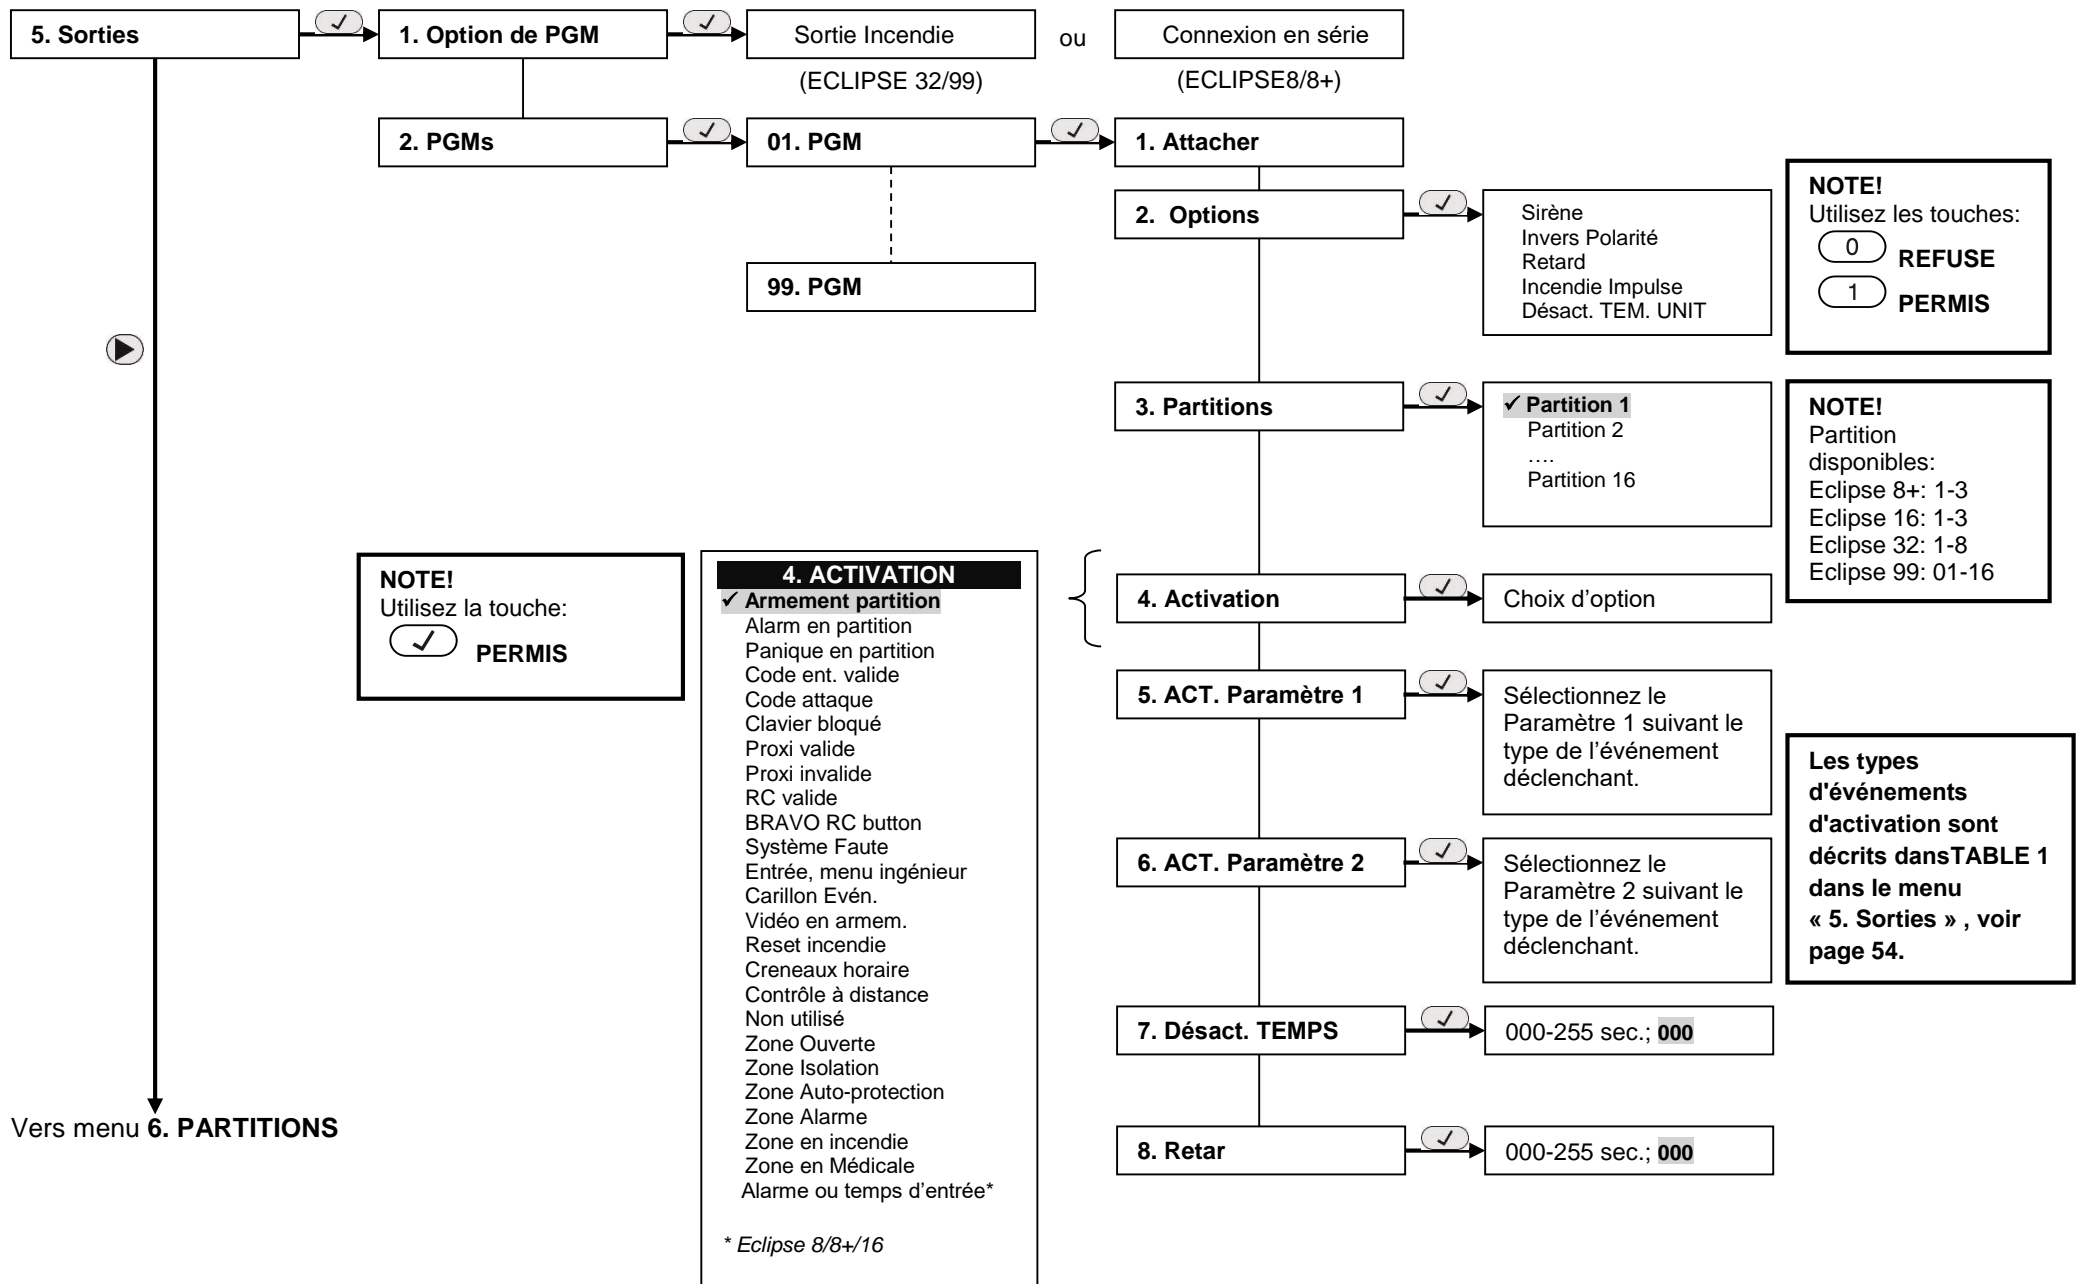 5. Sorties
1. Option de PGM
Sortie Incendie
ou
Connexion en série
(ECLIPSE 32/99)
(ECLIPSE8/8+)
2. PGMs
01. PGM
1. Attacher
99. PGM
2. Options
Sirène
Invers Polarité
Retard
Incendie Impulse
Désact. TEM. UNIT
NOTE!
Utilisez les touches:
0 REFUSE
1 PERMIS
3. Partitions
✓ Partition 1
Partition 2
….
Partition 16
NOTE!
Partition
disponibles:
Eclipse 8+: 1-3
Eclipse 16: 1-3
Eclipse 32: 1-8
Eclipse 99: 01-16
NOTE!
Utilisez la touche:
✓ PERMIS
4. ACTIVATION
✓ Armement partition
Alarm en partition
Panique en partition
Code ent. valide
Code attaque
Clavier bloqué
Proxi valide
Proxi invalide
RC valide
BRAVO RC button
Système Faute
Entrée, menu ingénieur
Carillon Evén.
Vidéo en armem.
Reset incendie
Creneaux horaire
Contrôle à distance
Non utilisé
Zone Ouverte
Zone Isolation
Zone Auto-protection
Zone Alarme
Zone en incendie
Zone en Médicale
Alarme ou temps d’entrée*
* Eclipse 8/8+/16
4. Activation
Choix d’option
5. ACT. Paramètre 1
Sélectionnez le
Paramètre 1 suivant le
type de l’événement
déclenchant.
6. ACT. Paramètre 2
Sélectionnez le
Paramètre 2 suivant le
type de l’événement
déclenchant.
Les types
d'événements
d'activation sont
décrits dansTABLE 1
dans le menu
« 5. Sorties » , voir
page 54.
7. Désact. TEMPS
000-255 sec.; 000
8. Retar
000-255 sec.; 000
Vers menu 6. PARTITIONS